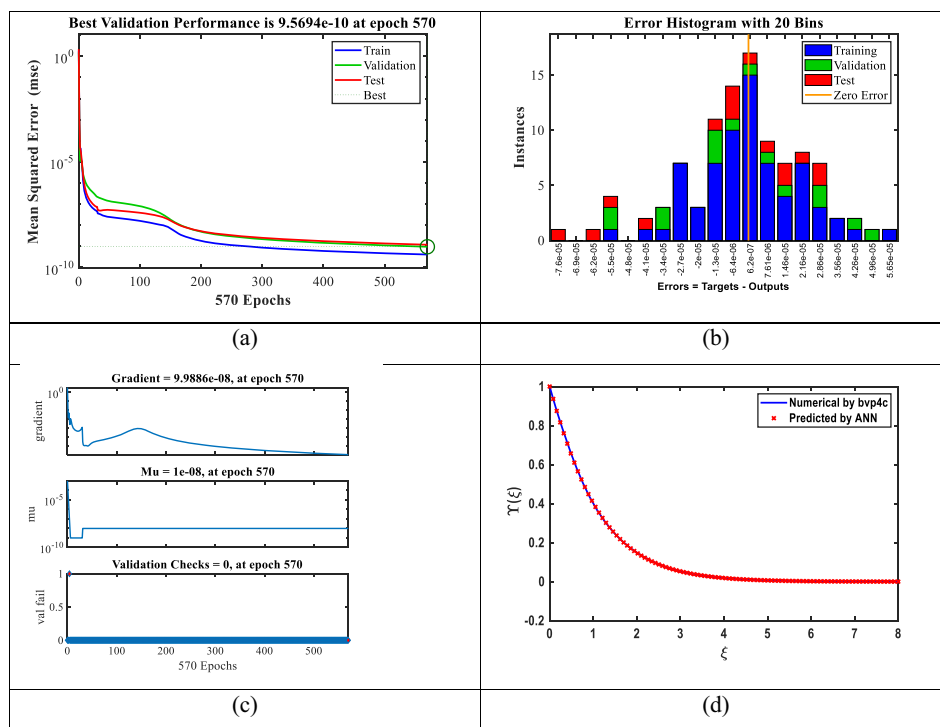 Best Validation Performance is 9.5694e-10 at epoch 570
Mean Squared Error (mse)
10^0
10^-5
10^-10
Train
Validation
Test
Best
0 100 200 300 400 500
570 Epochs
(a)
Error Histogram with 20 Bins
Instances
15
10
5
0
Training
Validation
Test
Zero Error
-7.6e-05
-6.9e-05
-6.2e-05
-5.5e-05
-4.8e-05
-4.1e-05
-3.4e-05
-2.7e-05
-2e-05
-1.3e-05
-6.4e-06
6.2e-07
7.61e-06
1.46e-05
2.16e-05
2.86e-05
3.56e-05
4.26e-05
4.96e-05
5.65e-05
Errors = Targets - Outputs
(b)
Gradient = 9.9886e-08, at epoch 570
gradient
10^0
Mu = 1e-08, at epoch 570
mu
10^-5
10^-10
Validation Checks = 0, at epoch 570
val fail
1
0.5
0
0 100 200 300 400 500
570 Epochs
(c)
Numerical by bvp4c
Predicted by ANN
ϒ(ξ)
1
0.8
0.6
0.4
0.2
0
-0.2
0 1 2 3 4 5 6 7 8
ξ
(d)